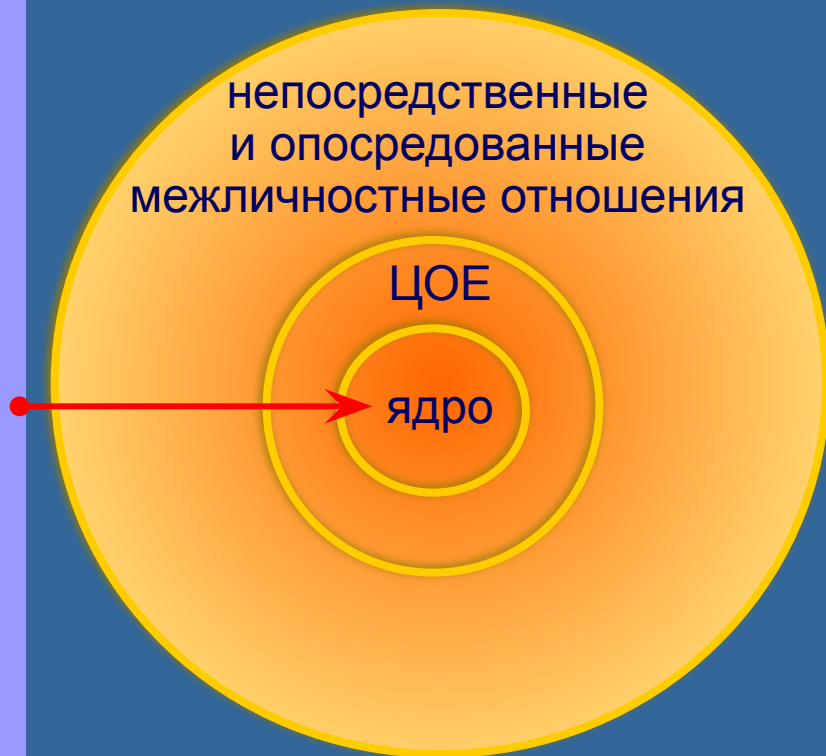 непосредственные
и опосредованные
межличностные отношения
ЦОЕ
ядро